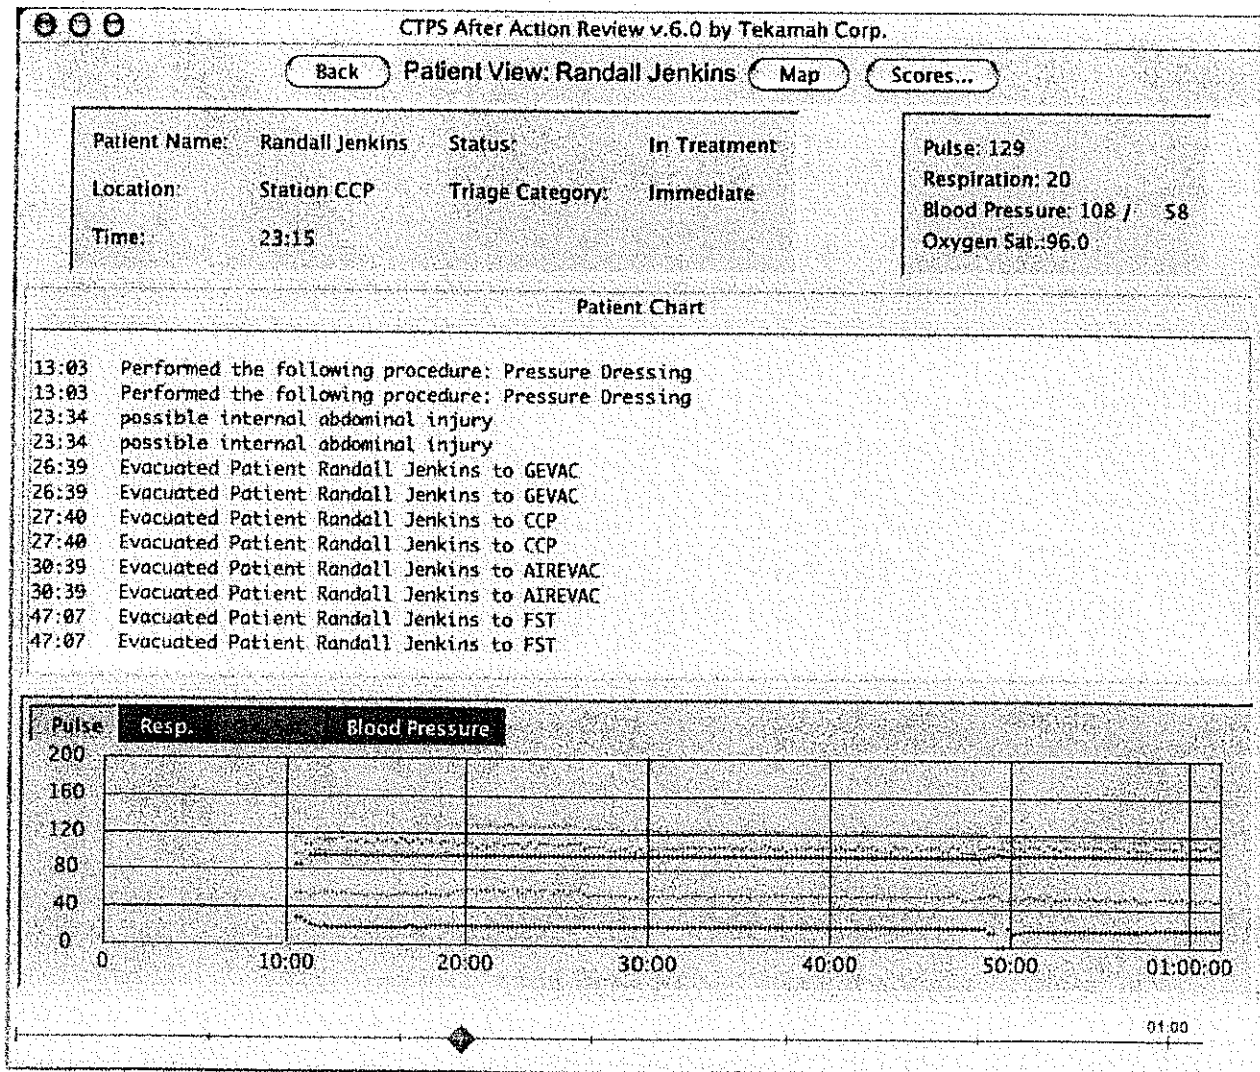 CTPS After Action Review v.6.0 by Tekamah Corp.
Back Patient View: Randall Jenkins Map Scores...
Patient Name: Randall Jenkins Status: In Treatment
Location: Station CCP Triage Category: Immediate
Time: 23:15
Pulse: 129
Respiration: 20
Blood Pressure: 108 / 58
Oxygen Sat.:96.0
Patient Chart
13:03 Performed the following procedure: Pressure Dressing
13:03 Performed the following procedure: Pressure Dressing
23:34 possible internal abdominal injury
23:34 possible internal abdominal injury
26:39 Evacuated Patient Randall Jenkins to GEVAC
26:39 Evacuated Patient Randall Jenkins to GEVAC
27:40 Evacuated Patient Randall Jenkins to CCP
27:40 Evacuated Patient Randall Jenkins to CCP
30:39 Evacuated Patient Randall Jenkins to AIREVAC
30:39 Evacuated Patient Randall Jenkins to AIREVAC
47:07 Evacuated Patient Randall Jenkins to FST
47:07 Evacuated Patient Randall Jenkins to FST
Pulse Resp. Blood Pressure
200
160
120
80
40
0
0 10:00 20:00 30:00 40:00 50:00 01:00:00
01:00